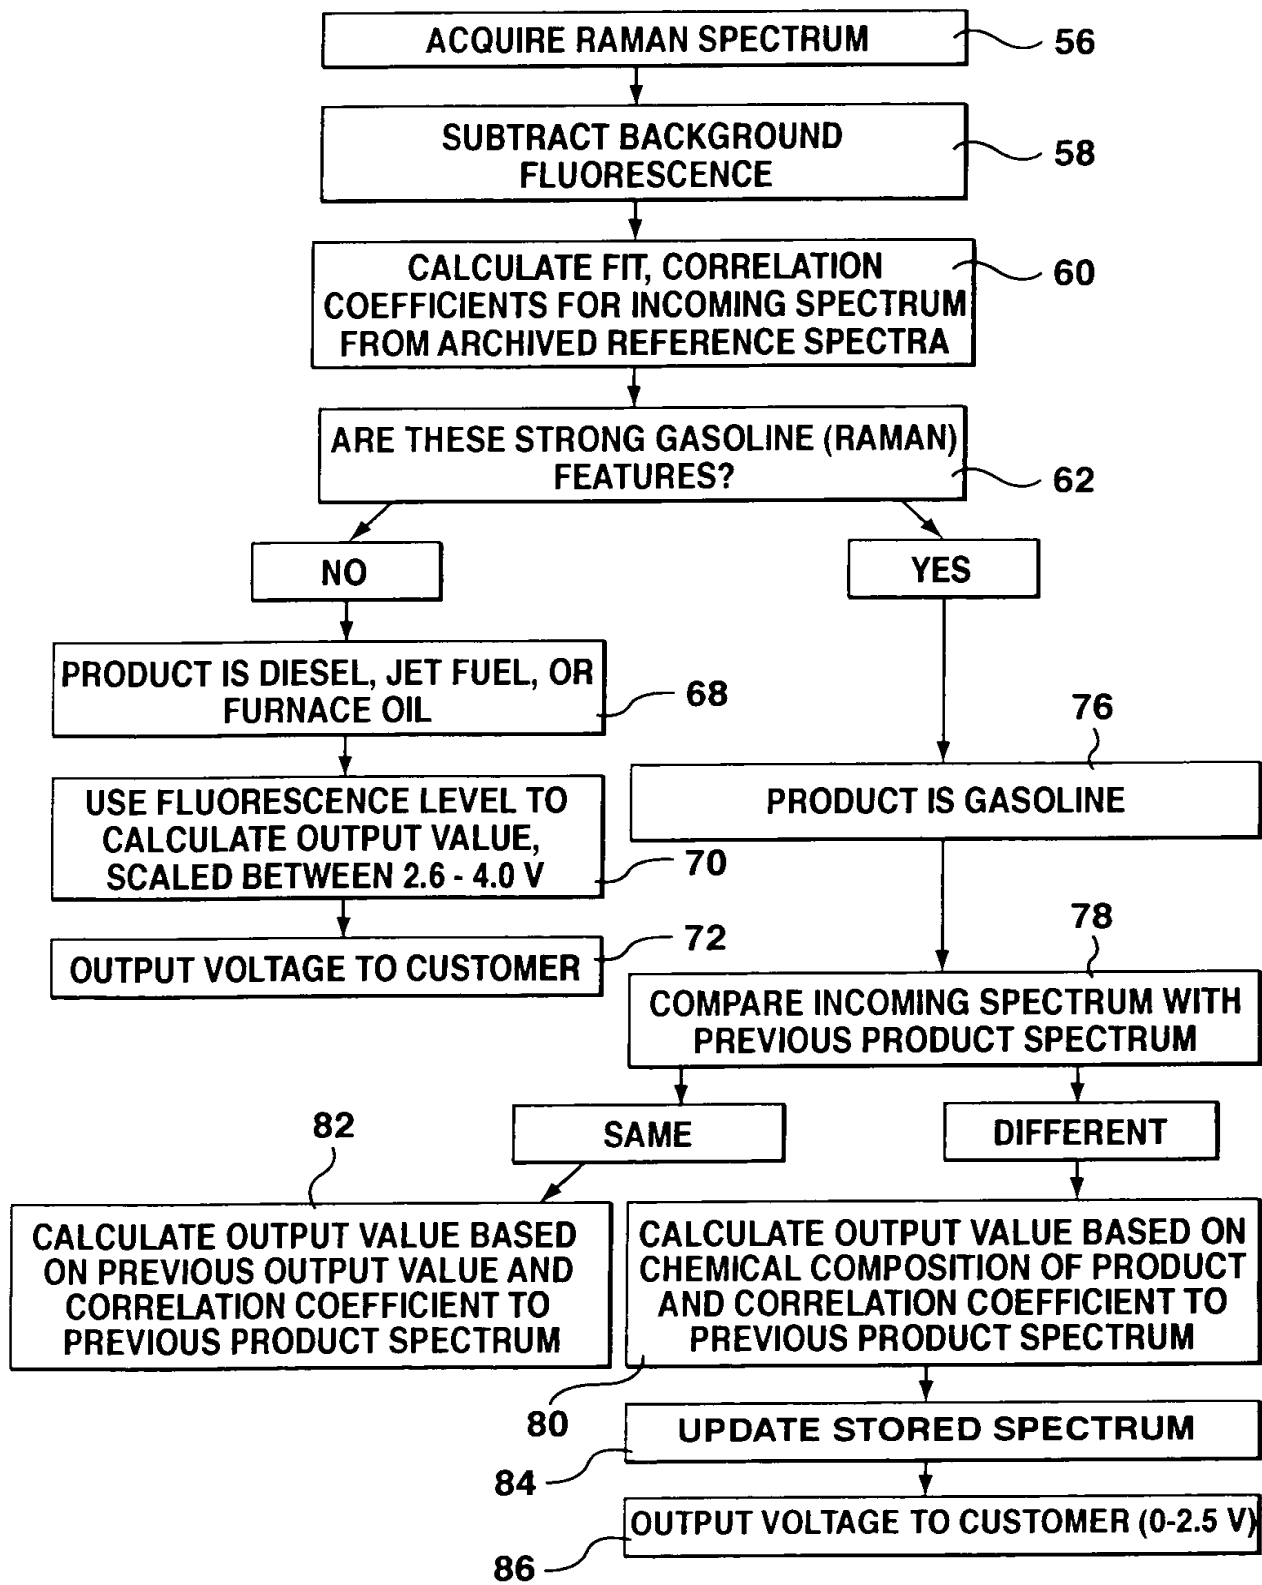 ACQUIRE RAMAN SPECTRUM
56
SUBTRACT BACKGROUND
FLUORESCENCE
58
CALCULATE FIT, CORRELATION
COEFFICIENTS FOR INCOMING SPECTRUM
FROM ARCHIVED REFERENCE SPECTRA
60
ARE THESE STRONG GASOLINE (RAMAN)
FEATURES?
62
NO
YES
PRODUCT IS DIESEL, JET FUEL, OR
FURNACE OIL
68
USE FLUORESCENCE LEVEL TO
CALCULATE OUTPUT VALUE,
SCALED BETWEEN 2.6 - 4.0 V
70
OUTPUT VOLTAGE TO CUSTOMER
72
76
PRODUCT IS GASOLINE
78
COMPARE INCOMING SPECTRUM WITH
PREVIOUS PRODUCT SPECTRUM
SAME
DIFFERENT
82
CALCULATE OUTPUT VALUE BASED
ON PREVIOUS OUTPUT VALUE AND
CORRELATION COEFFICIENT TO
PREVIOUS PRODUCT SPECTRUM
CALCULATE OUTPUT VALUE BASED ON
CHEMICAL COMPOSITION OF PRODUCT
AND CORRELATION COEFFICIENT TO
PREVIOUS PRODUCT SPECTRUM
80
UPDATE STORED SPECTRUM
84
OUTPUT VOLTAGE TO CUSTOMER (0-2.5 V)
86